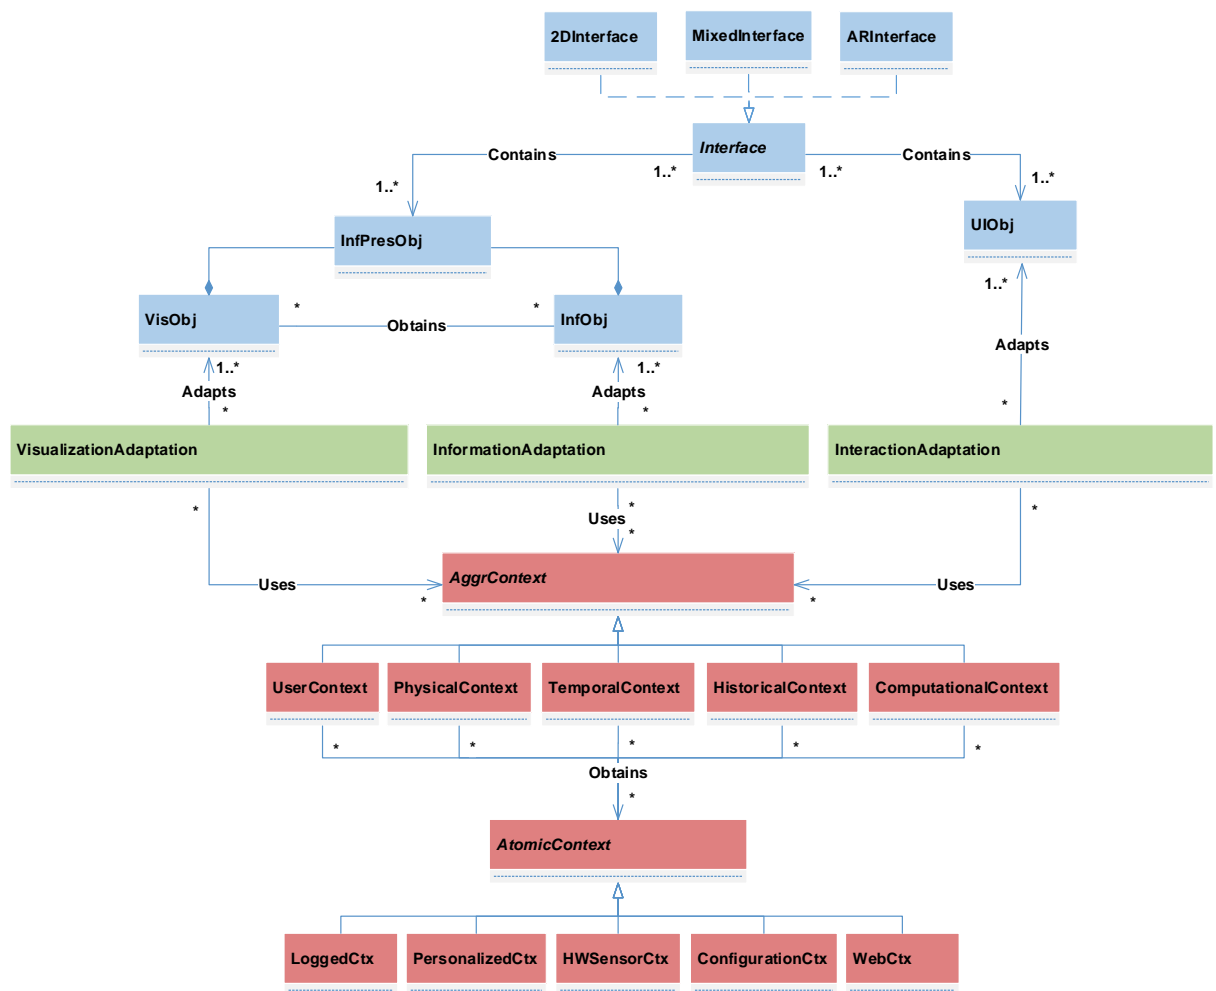 2DInterface
MixedInterface
ARInterface
Interface
Contains
Contains
1..*
1..*
1..*
1..*
InfPresObj
UIObj
1..*
*
*
VisObj
Obtains
InfObj
Adapts
1..*
1..*
Adapts
Adapts
*
*
*
VisualizationAdaptation
InformationAdaptation
InteractionAdaptation
*
*
*
Uses
*
AggrContext
Uses
Uses
*
*
UserContext
PhysicalContext
TemporalContext
HistoricalContext
ComputationalContext
*
*
*
*
*
Obtains
*
AtomicContext
LoggedCtx
PersonalizedCtx
HWSensorCtx
ConfigurationCtx
WebCtx